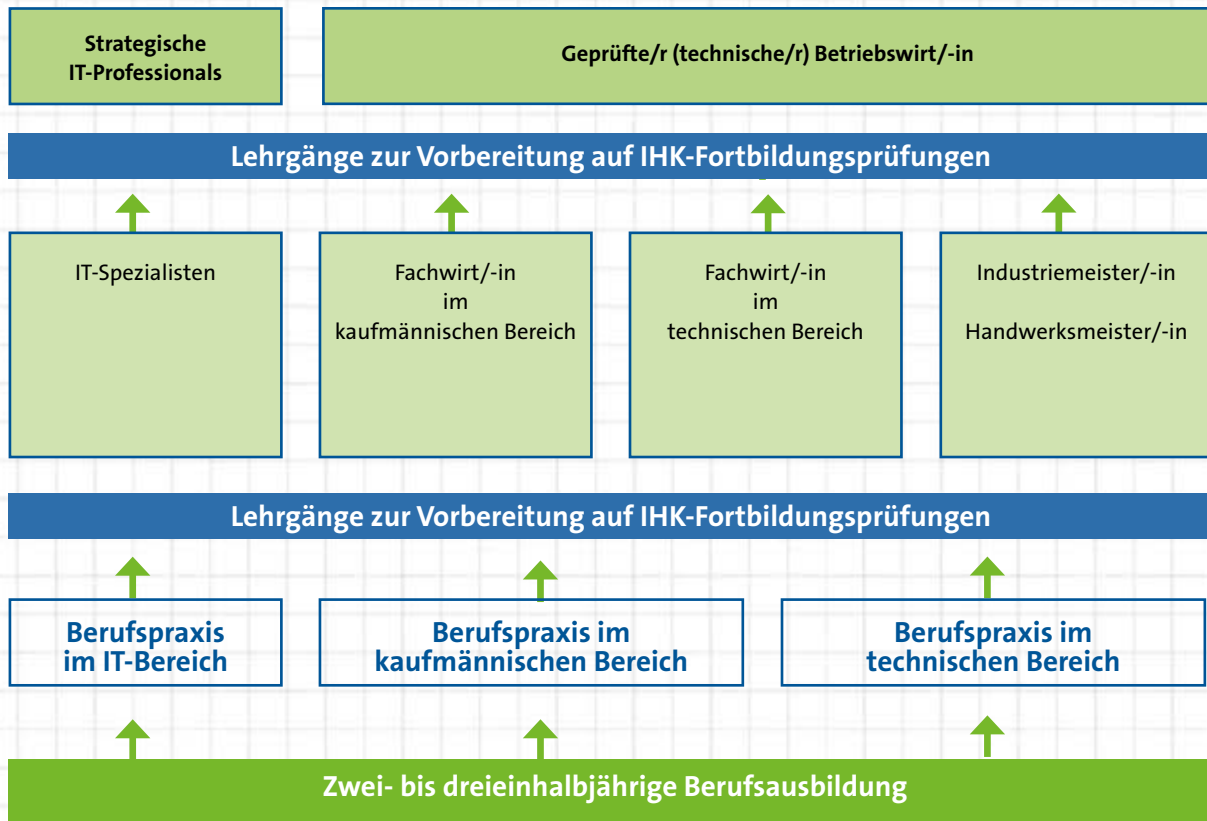 Strategische
IT-Professionals
Geprüfte/r (technische/r) Betriebswirt/-in
Lehrgänge zur Vorbereitung auf IHK-Fortbildungsprüfungen
IT-Spezialisten
Fachwirt/-in
im
kaufmännischen Bereich
Fachwirt/-in
im
technischen Bereich
Industriemeister/-in
Handwerksmeister/-in
Lehrgänge zur Vorbereitung auf IHK-Fortbildungsprüfungen
Berufspraxis
im IT-Bereich
Berufspraxis im
kaufmännischen Bereich
Berufspraxis im
technischen Bereich
Zwei- bis dreieinhalbjährige Berufsausbildung